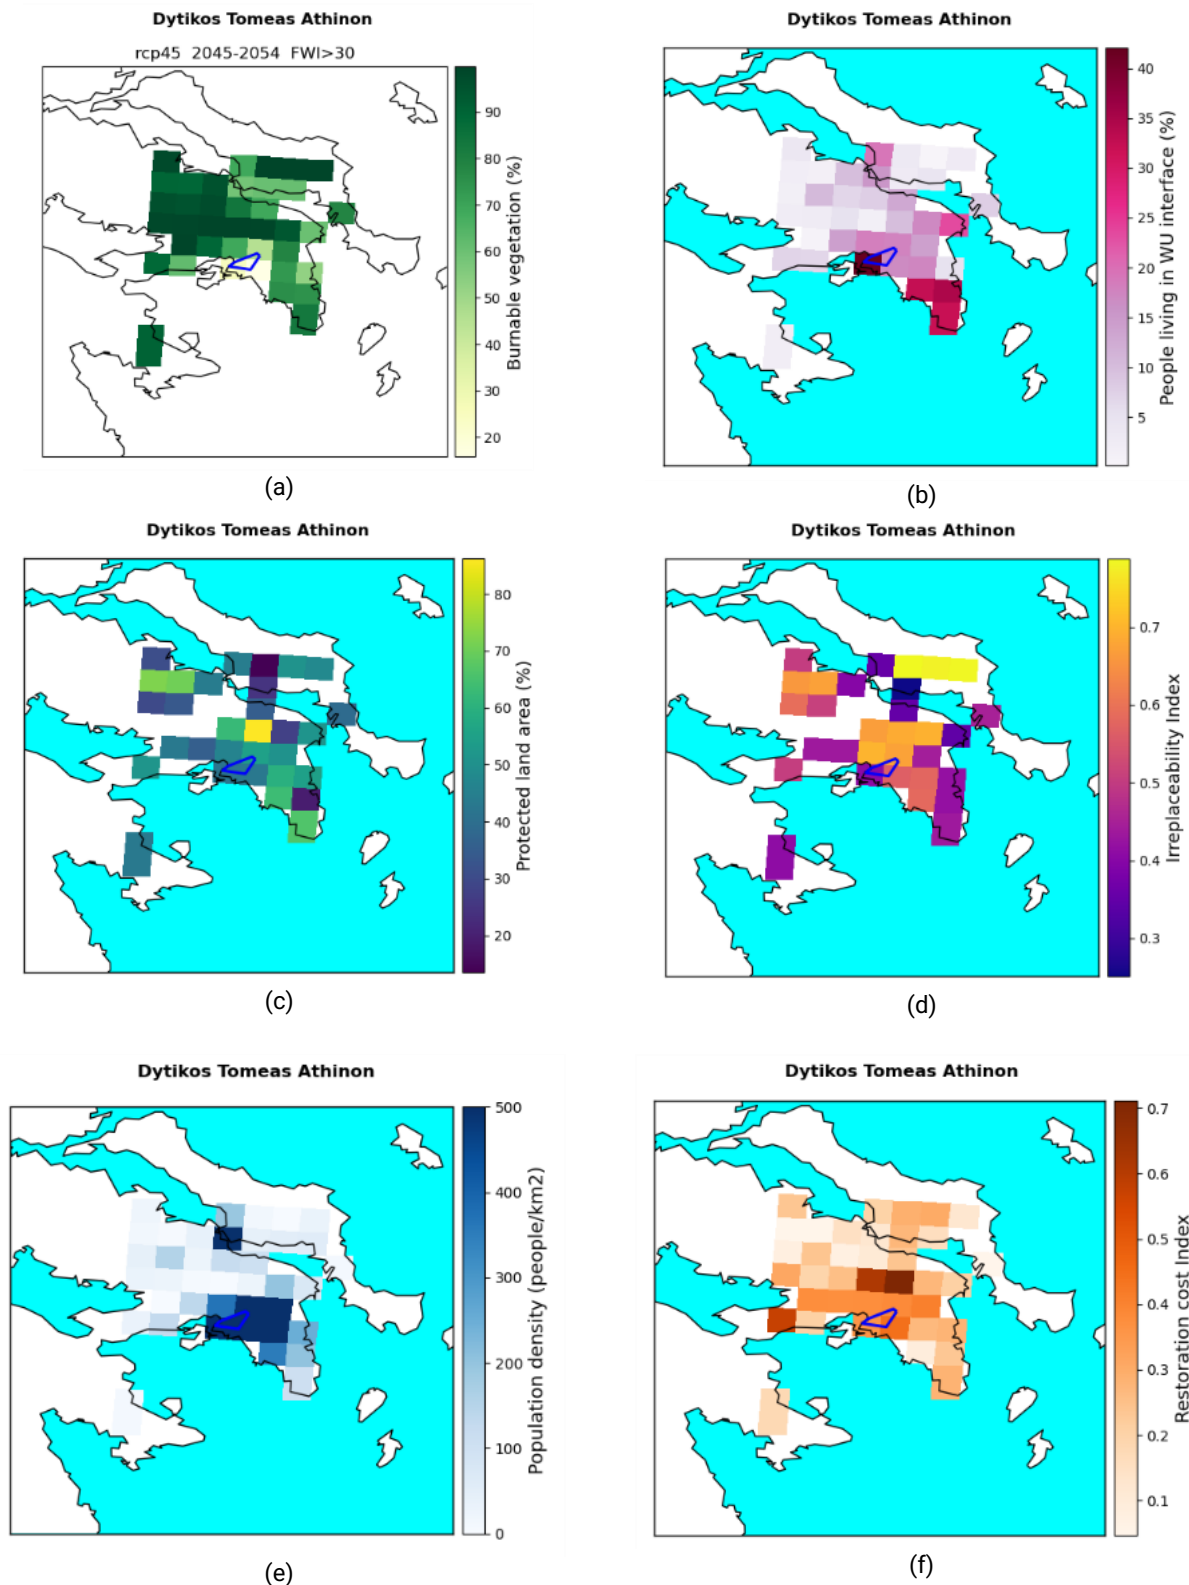 Dytikos Tomeas Athinon
rcp45 2045-2054 FWI>30
90
80
70
60
50
40
30
20
Burnable vegetation (%)
(a)
Dytikos Tomeas Athinon
40
35
30
25
20
15
10
5
People living in WU interface (%)
(b)
Dytikos Tomeas Athinon
80
70
60
50
40
30
20
Protected land area (%)
(c)
Dytikos Tomeas Athinon
0.7
0.6
0.5
0.4
0.3
Irreplaceability Index
(d)
Dytikos Tomeas Athinon
500
400
300
200
100
0
Population density (people/km2)
(e)
Dytikos Tomeas Athinon
0.7
0.6
0.5
0.4
0.3
0.2
0.1
Restoration cost Index
(f)